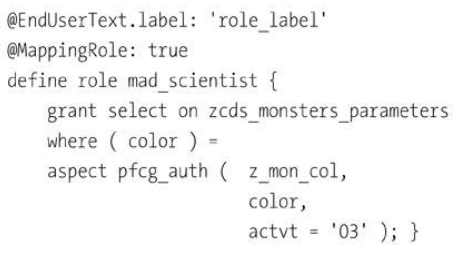 @EndUserText.label: 'role_label'
@MappingRole: true
define role mad_scientist {
    grant select on zcds_monsters_parameters
    where ( color ) =
    aspect pfcg_auth (  z_mon_col,
                        color,
                        actvt = '03' ); }